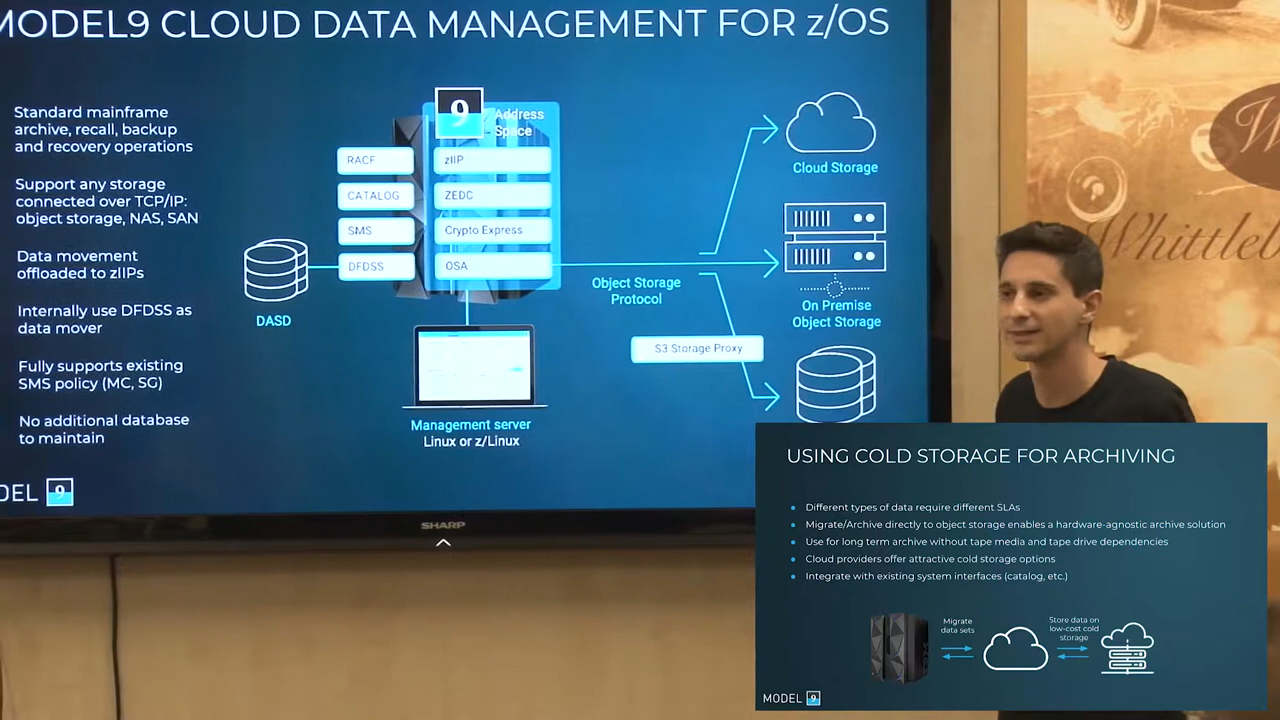 MODEL9 CLOUD DATA MANAGEMENT FOR z/OS
Standard mainframe
archive, recall, backup
and recovery operations
Support any storage
connected over TCP/IP:
object storage, NAS, SAN
Data movement
offloaded to zIIPs
Internally use DFDSS as
data mover
Fully supports existing
SMS policy (MC, SG)
No additional database
to maintain
DEL 9
DASD
RACF
CATALOG
SMS
DFDSS
9
Address
Space
zIIP
ZEDC
Crypto Express
OSA
Management server
Linux or z/Linux
Object Storage
Protocol
S3 Storage Proxy
Cloud Storage
On Premise
Object Storage
SHARP
W
Whittleb
USING COLD STORAGE FOR ARCHIVING
• Different types of data require different SLAs
• Migrate/Archive directly to object storage enables a hardware-agnostic archive solution
• Use for long term archive without tape media and tape drive dependencies
• Cloud providers offer attractive cold storage options
• Integrate with existing system interfaces (catalog, etc.)
Migrate
data sets
Store data on
low-cost cold
storage
MODEL 9